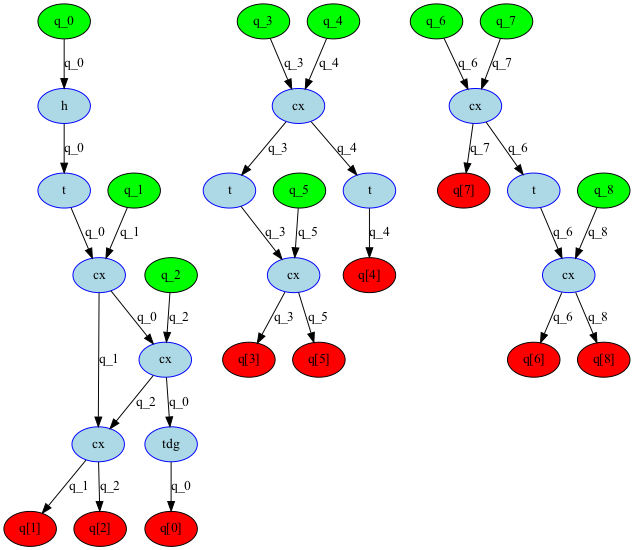 q_0 q_3 q_4 q_6 q_7
q_0 q_3 q_4 q_6 q_7
h cx cx
q_0 q_3 q_4 q_7 q_6
t q_1 t q_5 t q[7] t q_8
q_0 q_1 q_3 q_5 q_4 q_6 q_8
cx q_2 cx q[4] cx
q_0 q_2 q_3 q_5 q_6 q_8
q_1 cx q[3] q[5] q[6] q[8]
q_2 q_0
cx tdg
q_1 q_2 q_0
q[1] q[2] q[0]